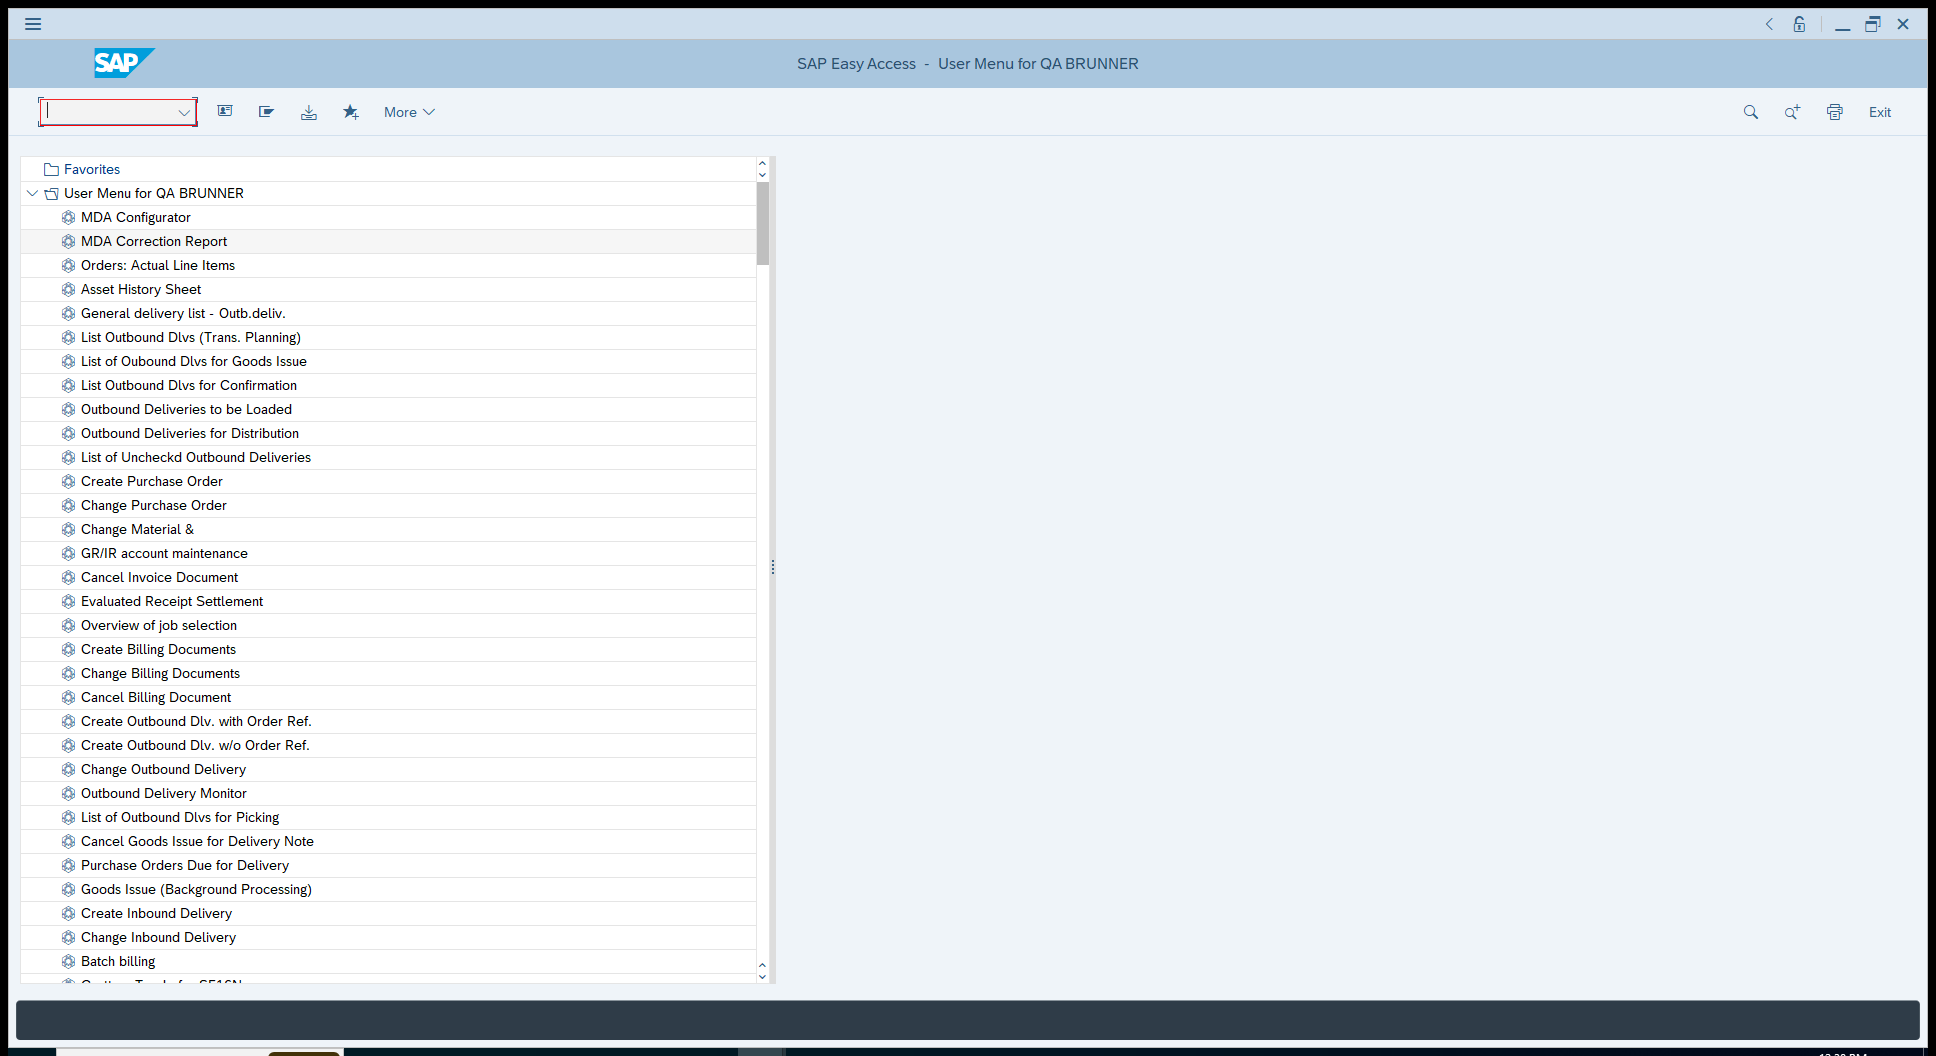 SAP
SAP Easy Access - User Menu for QA BRUNNER
More
Exit
Favorites
User Menu for QA BRUNNER
MDA Configurator
MDA Correction Report
Orders: Actual Line Items
Asset History Sheet
General delivery list - Outb.deliv.
List Outbound Dlvs (Trans. Planning)
List of Oubound Dlvs for Goods Issue
List Outbound Dlvs for Confirmation
Outbound Deliveries to be Loaded
Outbound Deliveries for Distribution
List of Uncheckd Outbound Deliveries
Create Purchase Order
Change Purchase Order
Change Material &
GR/IR account maintenance
Cancel Invoice Document
Evaluated Receipt Settlement
Overview of job selection
Create Billing Documents
Change Billing Documents
Cancel Billing Document
Create Outbound Dlv. with Order Ref.
Create Outbound Dlv. w/o Order Ref.
Change Outbound Delivery
Outbound Delivery Monitor
List of Outbound Dlvs for Picking
Cancel Goods Issue for Delivery Note
Purchase Orders Due for Delivery
Goods Issue (Background Processing)
Create Inbound Delivery
Change Inbound Delivery
Batch billing